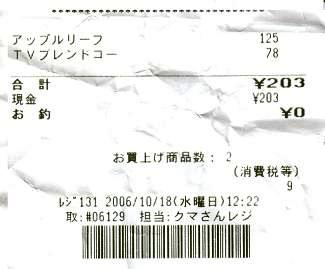 アップルリーフ 125
TVブレンドコー 78
合計 ¥203
現金 ¥203
お釣 ¥0
お買上げ商品数: 2
(消費税等)
9
ﾚｼﾞ131 2006/10/18(水曜日)12:22
取:#06129 担当:クマさんレジ